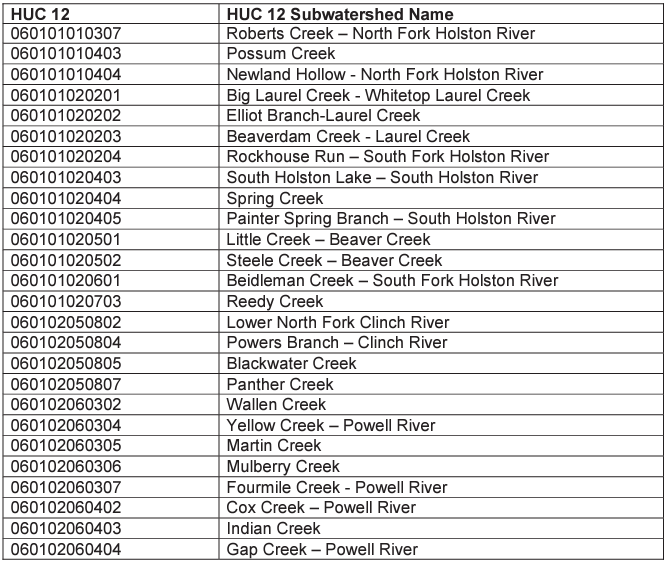 HUC 12 HUC 12 Subwatershed Name
060101010307 Roberts Creek – North Fork Holston River
060101010403 Possum Creek
060101010404 Newland Hollow - North Fork Holston River
060101020201 Big Laurel Creek - Whitetop Laurel Creek
060101020202 Elliot Branch-Laurel Creek
060101020203 Beaverdam Creek - Laurel Creek
060101020204 Rockhouse Run – South Fork Holston River
060101020403 South Holston Lake – South Holston River
060101020404 Spring Creek
060101020405 Painter Spring Branch – South Holston River
060101020501 Little Creek – Beaver Creek
060101020502 Steele Creek – Beaver Creek
060101020601 Beidleman Creek – South Fork Holston River
060101020703 Reedy Creek
060102050802 Lower North Fork Clinch River
060102050804 Powers Branch – Clinch River
060102050805 Blackwater Creek
060102050807 Panther Creek
060102060302 Wallen Creek
060102060304 Yellow Creek – Powell River
060102060305 Martin Creek
060102060306 Mulberry Creek
060102060307 Fourmile Creek - Powell River
060102060402 Cox Creek – Powell River
060102060403 Indian Creek
060102060404 Gap Creek – Powell River